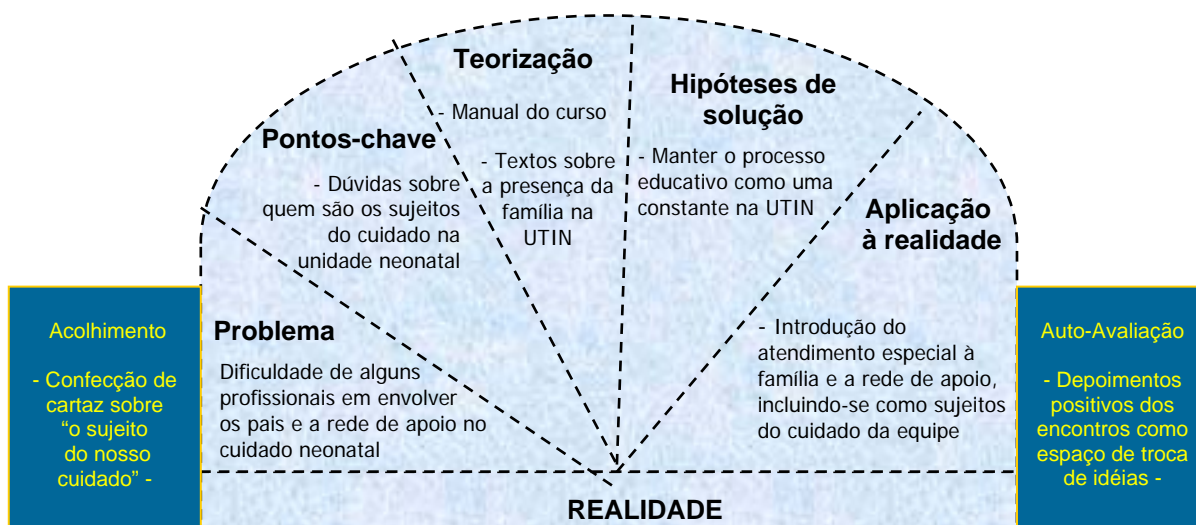 Acolhimento
- Confecção de
cartaz sobre
“o sujeito
do nosso
cuidado” -
Problema
Dificuldade de alguns
profissionais em envolver
os pais e a rede de apoio no
cuidado neonatal
Pontos-chave
- Dúvidas sobre
quem são os sujeitos
do cuidado na
unidade neonatal
Teorização
- Manual do curso
- Textos sobre
a presença da
família na
UTIN
Hipóteses de
solução
- Manter o processo
educativo como uma
constante na UTIN
Aplicação
à realidade
- Introdução do
atendimento especial à
família e a rede de apoio,
incluindo-se como sujeitos
do cuidado da equipe
Auto-Avaliação
- Depoimentos
positivos dos
encontros como
espaço de troca
de idéias -
REALIDADE